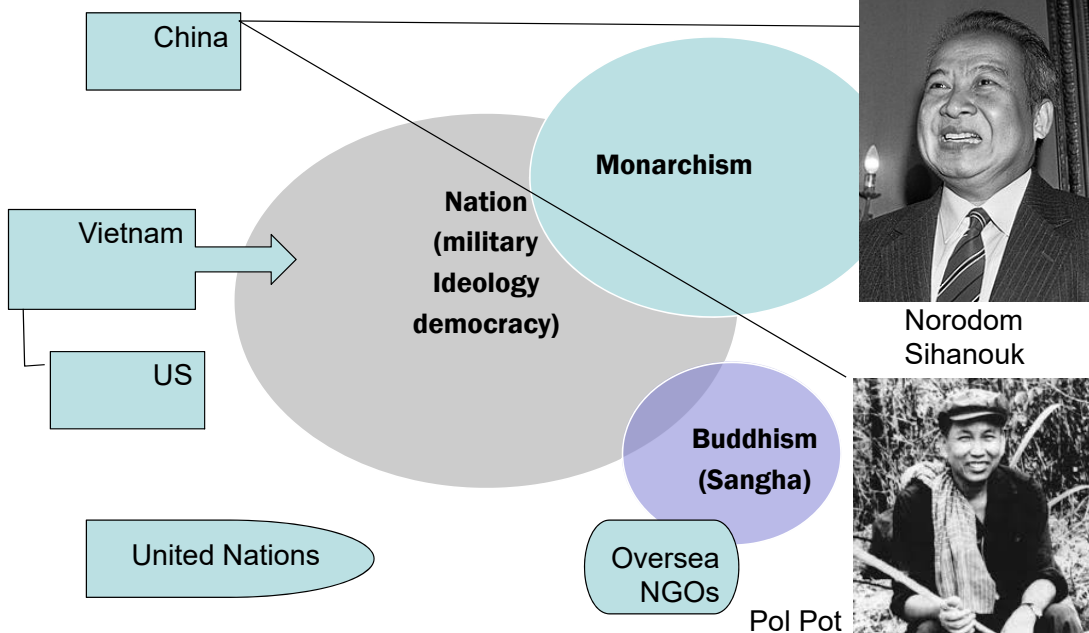 China
Monarchism
Nation
(military
Ideology
democracy)
Vietnam
Norodom
Sihanouk
US
Buddhism
(Sangha)
United Nations
Oversea
NGOs
Pol Pot